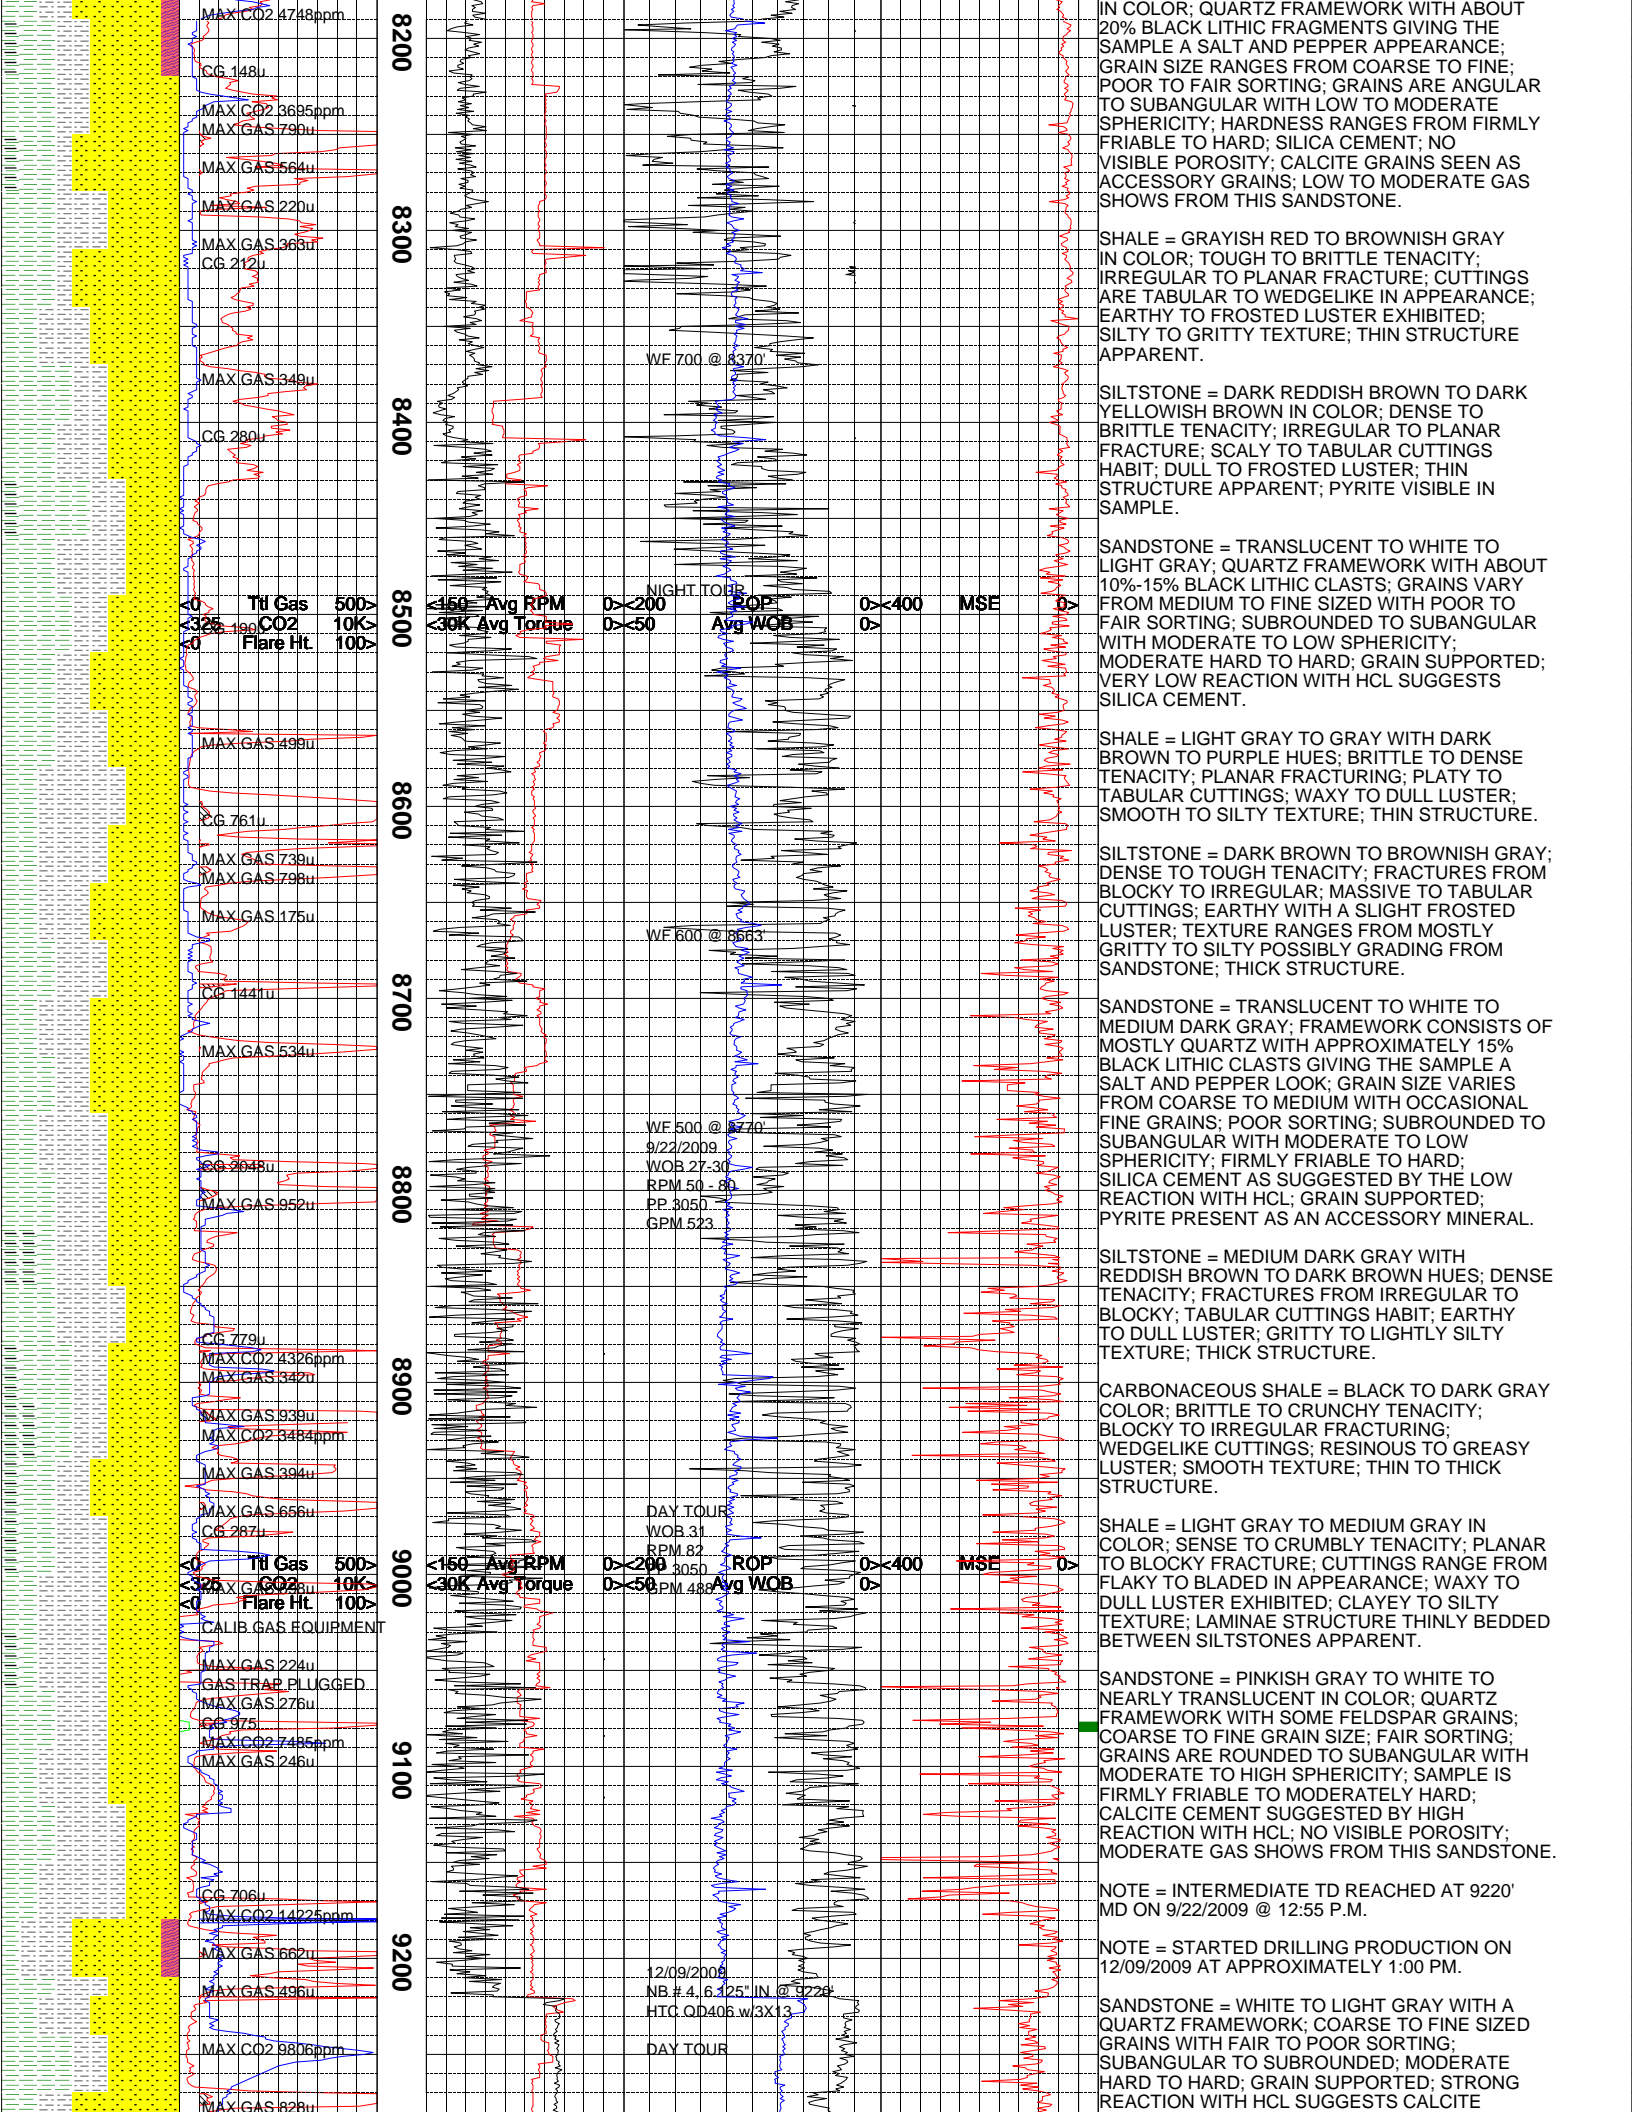 MAX CO2 4748ppm
CG 148u
MAX CO2 3695ppm
MAX GAS 790u
MAX GAS 564u
MAX GAS 220u
MAX GAS 363u
CG 212u
MAX GAS 349u
CG 280u
<0 Ttl Gas 500>
<325 CO2 10K>
<0 Flare Ht. 100>
MAX GAS 499u
CG 761u
MAX GAS 739u
MAX GAS 798u
MAX GAS 175u
CG 1441u
MAX GAS 534u
CG 2048u
MAX GAS 952u
CG 779u
MAX CO2 4326ppm
MAX GAS 342u
MAX GAS 939u
MAX CO2 3484ppm
MAX GAS 394u
MAX GAS 656u
CG 287u
<0 Ttl Gas 500>
<325 CO2 10K>
<0 Flare Ht. 100>
CALIB GAS EQUIPMENT
MAX GAS 224u
GAS TRAP PLUGGED
MAX GAS 276u
CG 975
MAX CO2 7485ppm
MAX GAS 246u
CG 706u
MAX CO2 14225ppm
MAX GAS 662u
MAX GAS 496u
MAX CO2 9806ppm
MAX GAS 828u
8200
8300
8400
8500
8600
8700
8800
8900
9000
9100
9200
<150 Avg RPM 0>
<30K Avg Torque 0>
<150 Avg RPM 0>
<30K Avg Torque 0>
WF 700 @ 8370'
NIGHT TOUR
<200 ROP 0>
<50 Avg WOB 0>
WF 600 @ 8663'
WF 500 @ 8770'
9/22/2009
WOB 27-30
RPM 50 - 80
PP 3050
GPM 523
DAY TOUR
WOB 31
RPM 82
PP 3050
GPM 488
<200 ROP 0>
<50 Avg WOB 0>
12/09/2009
NB # 4, 6.125" IN @ 9220'
HTC QD406 w/3X13
DAY TOUR
<400 MSE 0>
<400 MSE 0>
IN COLOR; QUARTZ FRAMEWORK WITH ABOUT
20% BLACK LITHIC FRAGMENTS GIVING THE
SAMPLE A SALT AND PEPPER APPEARANCE;
GRAIN SIZE RANGES FROM COARSE TO FINE;
POOR TO FAIR SORTING; GRAINS ARE ANGULAR
TO SUBANGULAR WITH LOW TO MODERATE
SPHERICITY; HARDNESS RANGES FROM FIRMLY
FRIABLE TO HARD; SILICA CEMENT; NO
VISIBLE POROSITY; CALCITE GRAINS SEEN AS
ACCESSORY GRAINS; LOW TO MODERATE GAS
SHOWS FROM THIS SANDSTONE.
SHALE = GRAYISH RED TO BROWNISH GRAY
IN COLOR; TOUGH TO BRITTLE TENACITY;
IRREGULAR TO PLANAR FRACTURE; CUTTINGS
ARE TABULAR TO WEDGELIKE IN APPEARANCE;
EARTHY TO FROSTED LUSTER EXHIBITED;
SILTY TO GRITTY TEXTURE; THIN STRUCTURE
APPARENT.
SILTSTONE = DARK REDDISH BROWN TO DARK
YELLOWISH BROWN IN COLOR; DENSE TO
BRITTLE TENACITY; IRREGULAR TO PLANAR
FRACTURE; SCALY TO TABULAR CUTTINGS
HABIT; DULL TO FROSTED LUSTER; THIN
STRUCTURE APPARENT; PYRITE VISIBLE IN
SAMPLE.
SANDSTONE = TRANSLUCENT TO WHITE TO
LIGHT GRAY; QUARTZ FRAMEWORK WITH ABOUT
10%-15% BLACK LITHIC CLASTS; GRAINS VARY
FROM MEDIUM TO FINE SIZED WITH POOR TO
FAIR SORTING; SUBROUNDED TO SUBANGULAR
WITH MODERATE TO LOW SPHERICITY;
MODERATE HARD TO HARD; GRAIN SUPPORTED;
VERY LOW REACTION WITH HCL SUGGESTS
SILICA CEMENT.
SHALE = LIGHT GRAY TO GRAY WITH DARK
BROWN TO PURPLE HUES; BRITTLE TO DENSE
TENACITY; PLANAR FRACTURING; PLATY TO
TABULAR CUTTINGS; WAXY TO DULL LUSTER;
SMOOTH TO SILTY TEXTURE; THIN STRUCTURE.
SILTSTONE = DARK BROWN TO BROWNISH GRAY;
DENSE TO TOUGH TENACITY; FRACTURES FROM
BLOCKY TO IRREGULAR; MASSIVE TO TABULAR
CUTTINGS; EARTHY WITH A SLIGHT FROSTED
LUSTER; TEXTURE RANGES FROM MOSTLY
GRITTY TO SILTY POSSIBLY GRADING FROM
SANDSTONE; THICK STRUCTURE.
SANDSTONE = TRANSLUCENT TO WHITE TO
MEDIUM DARK GRAY; FRAMEWORK CONSISTS OF
MOSTLY QUARTZ WITH APPROXIMATELY 15%
BLACK LITHIC CLASTS GIVING THE SAMPLE A
SALT AND PEPPER LOOK; GRAIN SIZE VARIES
FROM COARSE TO MEDIUM WITH OCCASIONAL
FINE GRAINS; POOR SORTING; SUBROUNDED TO
SUBANGULAR WITH MODERATE TO LOW
SPHERICITY; FIRMLY FRIABLE TO HARD;
SILICA CEMENT AS SUGGESTED BY THE LOW
REACTION WITH HCL; GRAIN SUPPORTED;
PYRITE PRESENT AS AN ACCESSORY MINERAL.
SILTSTONE = MEDIUM DARK GRAY WITH
REDDISH BROWN TO DARK BROWN HUES; DENSE
TENACITY; FRACTURES FROM IRREGULAR TO
BLOCKY; TABULAR CUTTINGS HABIT; EARTHY
TO DULL LUSTER; GRITTY TO LIGHTLY SILTY
TEXTURE; THICK STRUCTURE.
CARBONACEOUS SHALE = BLACK TO DARK GRAY
COLOR; BRITTLE TO CRUNCHY TENACITY;
BLOCKY TO IRREGULAR FRACTURING;
WEDGELIKE CUTTINGS; RESINOUS TO GREASY
LUSTER; SMOOTH TEXTURE; THIN TO THICK
STRUCTURE.
SHALE = LIGHT GRAY TO MEDIUM GRAY IN
COLOR; SENSE TO CRUMBLY TENACITY; PLANAR
TO BLOCKY FRACTURE; CUTTINGS RANGE FROM
FLAKY TO BLADED IN APPEARANCE; WAXY TO
DULL LUSTER EXHIBITED; CLAYEY TO SILTY
TEXTURE; LAMINAE STRUCTURE THINLY BEDDED
BETWEEN SILTSTONES APPARENT.
SANDSTONE = PINKISH GRAY TO WHITE TO
NEARLY TRANSLUCENT IN COLOR; QUARTZ
FRAMEWORK WITH SOME FELDSPAR GRAINS;
COARSE TO FINE GRAIN SIZE; FAIR SORTING;
GRAINS ARE ROUNDED TO SUBANGULAR WITH
MODERATE TO HIGH SPHERICITY; SAMPLE IS
FIRMLY FRIABLE TO MODERATELY HARD;
CALCITE CEMENT SUGGESTED BY HIGH
REACTION WITH HCL; NO VISIBLE POROSITY;
MODERATE GAS SHOWS FROM THIS SANDSTONE.
NOTE = INTERMEDIATE TD REACHED AT 9220'
MD ON 9/22/2009 @ 12:55 P.M.
NOTE = STARTED DRILLING PRODUCTION ON
12/09/2009 AT APPROXIMATELY 1:00 PM.
SANDSTONE = WHITE TO LIGHT GRAY WITH A
QUARTZ FRAMEWORK; COARSE TO FINE SIZED
GRAINS WITH FAIR TO POOR SORTING;
SUBANGULAR TO SUBROUNDED; MODERATE
HARD TO HARD; GRAIN SUPPORTED; STRONG
REACTION WITH HCL SUGGESTS CALCITE